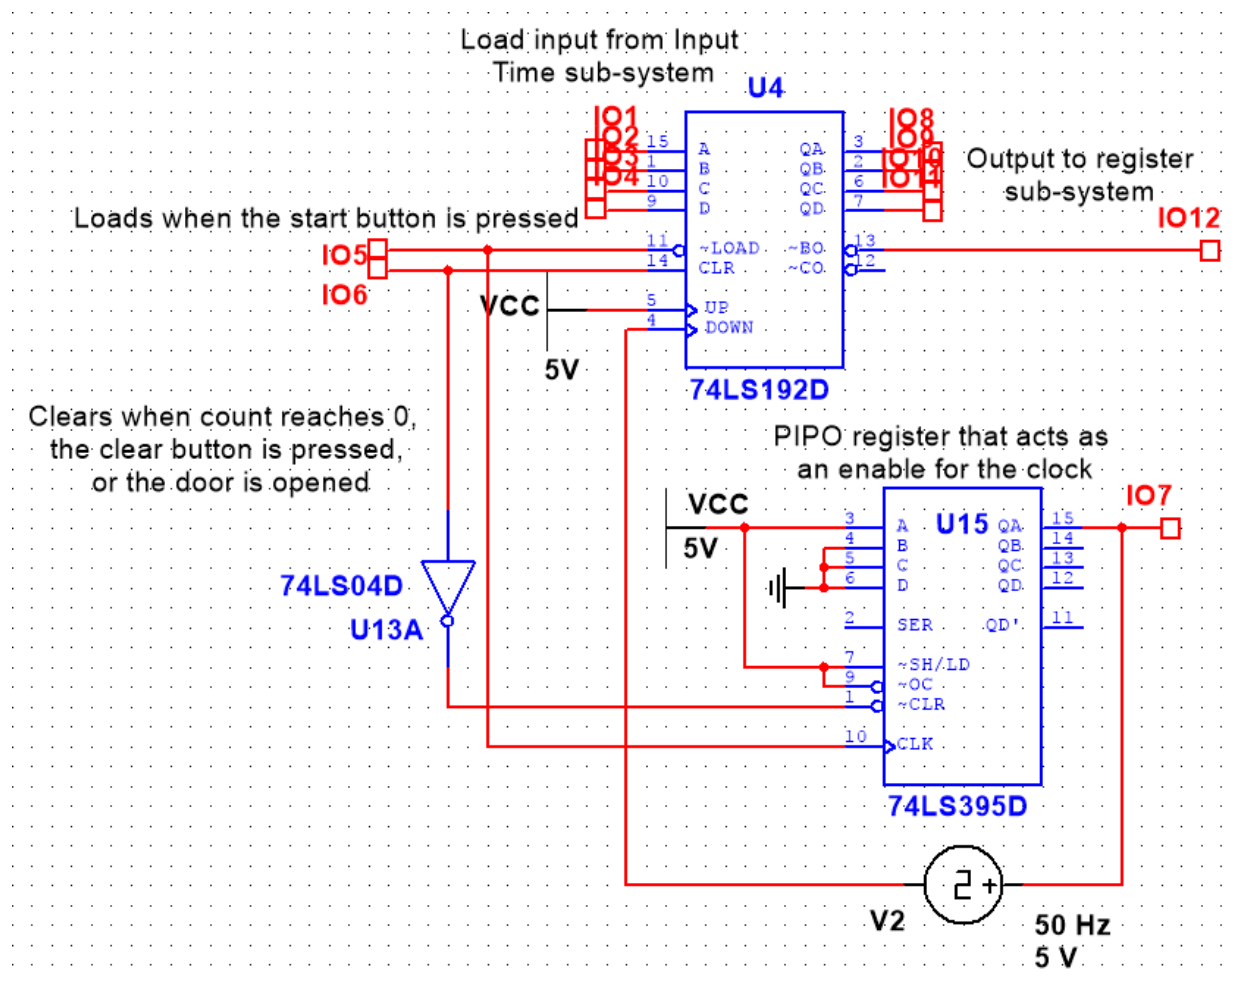 Load input from Input
Time sub-system
U4
IO1
IO2
IO3
IO4
15
1
10
9
A
B
C
D
QA
QB
QC
QD
3
2
6
7
IO8
IO9
IO10
IO11
Output to register
sub-system
Loads when the start button is pressed
IO5
IO6
11
14
~LOAD
CLR
~BO
~CO
13
12
IO12
VCC
5V
5
4
UP
DOWN
74LS192D
Clears when count reaches 0,
the clear button is pressed,
or the door is opened
PIPO register that acts as
an enable for the clock
VCC
5V
3
4
5
6
A
B
C
D
U15
QA
QB
QC
QD
15
14
13
12
IO7
2
SER
QD'
11
7
9
1
~SH/LD
~OC
~CLR
10
CLK
74LS395D
74LS04D
U13A
V2
50 Hz
5 V